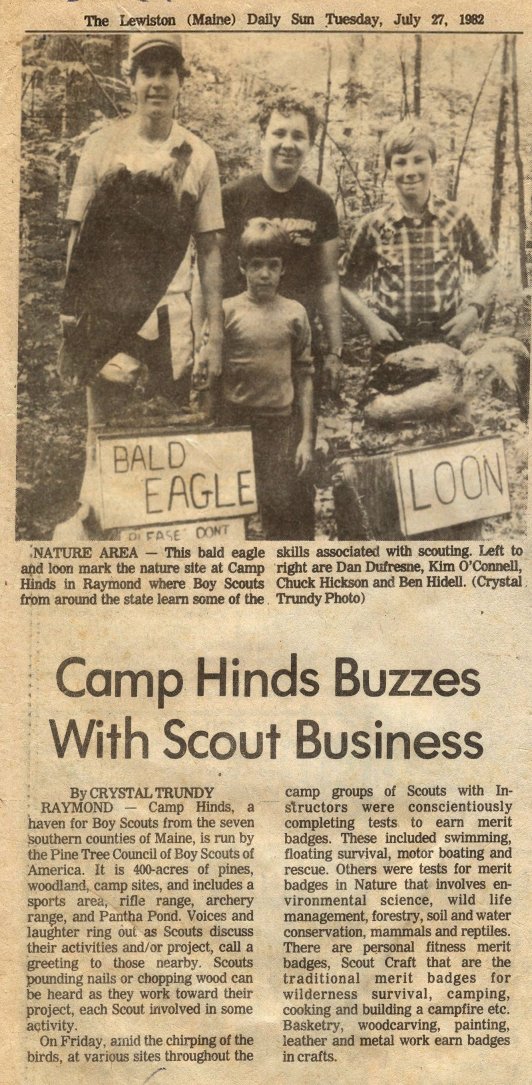 The Lewiston (Maine) Daily Sun Tuesday, July 27, 1982
BALD
EAGLE
PLEASE DON'T
LOON
NATURE AREA — This bald eagle
and loon mark the nature site at Camp
Hinds in Raymond where Boy Scouts
from around the state learn some of the
skills associated with scouting. Left to
right are Dan Dufresne, Kim O'Connell,
Chuck Hickson and Ben Hidell. (Crystal
Trundy Photo)
Camp Hinds Buzzes
With Scout Business
By CRYSTAL TRUNDY
RAYMOND — Camp Hinds, a
haven for Boy Scouts from the seven
southern counties of Maine, is run by
the Pine Tree Council of Boy Scouts of
America. It is 400-acres of pines,
woodland, camp sites, and includes a
sports area, rifle range, archery
range, and Pantha Pond. Voices and
laughter ring out as Scouts discuss
their activities and/or project, call a
greeting to those nearby. Scouts
pounding nails or chopping wood can
be heard as they work toward their
project, each Scout involved in some
activity.
On Friday, amid the chirping of the
birds, at various sites throughout the
camp groups of Scouts with In-
structors were conscientiously
completing tests to earn merit
badges. These included swimming,
floating survival, motor boating and
rescue. Others were tests for merit
badges in Nature that involves en-
vironmental science, wild life
management, forestry, soil and water
conservation, mammals and reptiles.
There are personal fitness merit
badges, Scout Craft that are the
traditional merit badges for
wilderness survival, camping,
cooking and building a campfire etc.
Basketry, woodcarving, painting,
leather and metal work earn badges
in crafts.